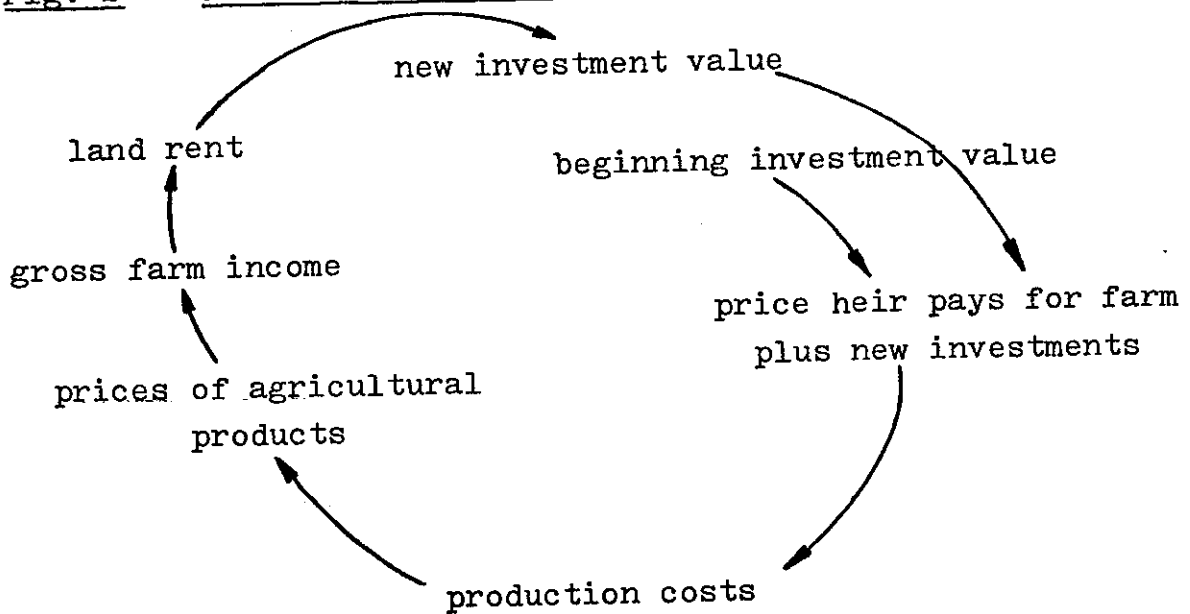 new investment value
land rent
beginning investment value
gross farm income
price heir pays for farm
plus new investments
prices of agricultural
products
production costs